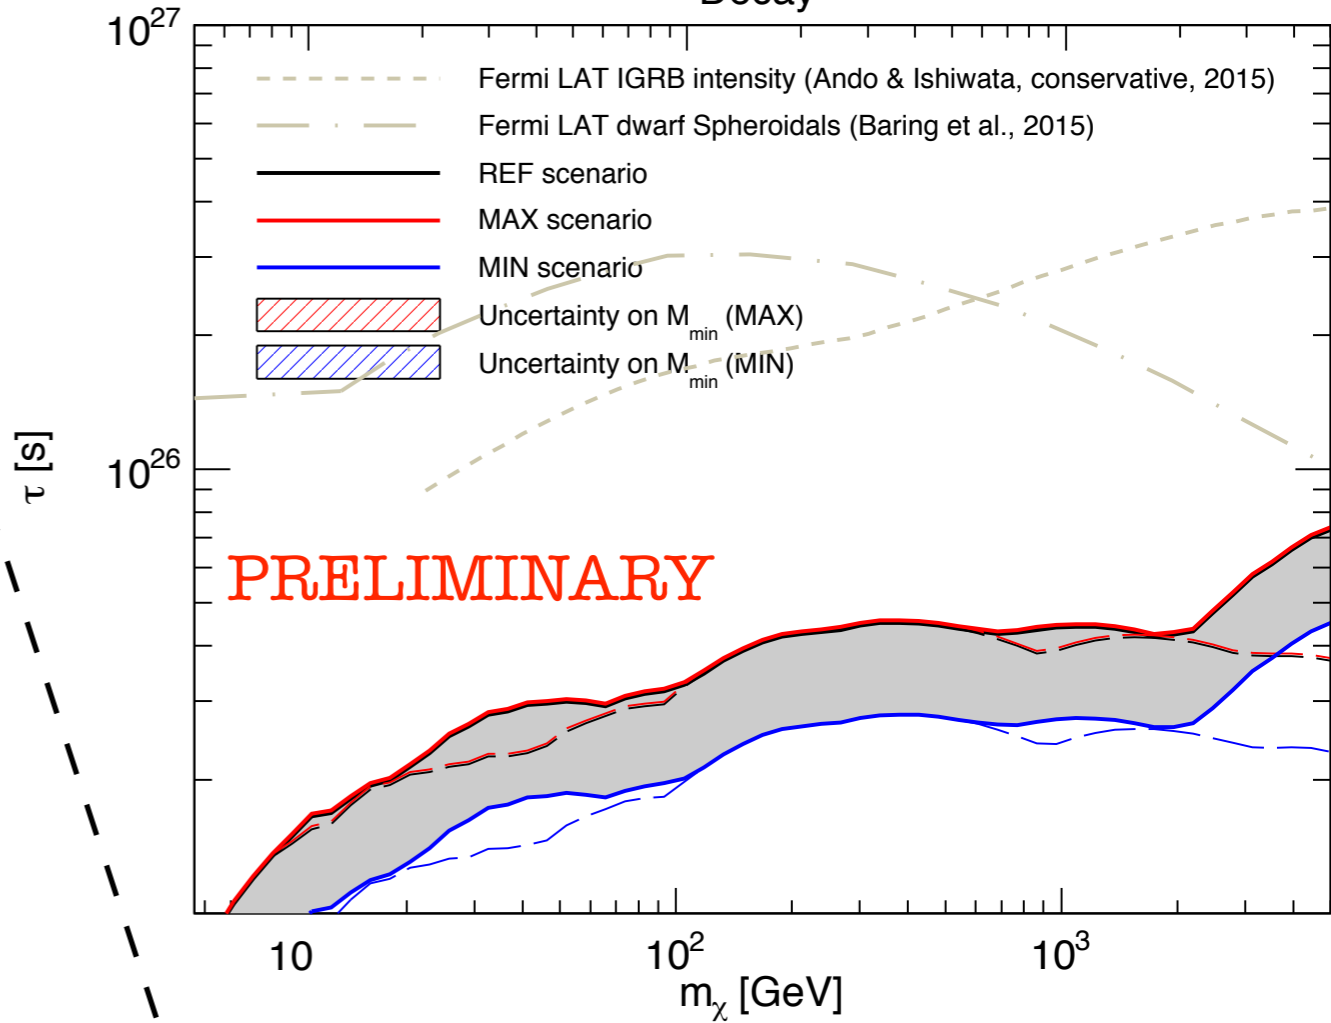 Decay
10^27
Fermi LAT IGRB intensity (Ando & Ishiwata, conservative, 2015)
Fermi LAT dwarf Spheroidals (Baring et al., 2015)
REF scenario
MAX scenario
MIN scenario
Uncertainty on M_min (MAX)
Uncertainty on M_min (MIN)
τ [s]
10^26
PRELIMINARY
10 10^2 10^3
m_χ [GeV]